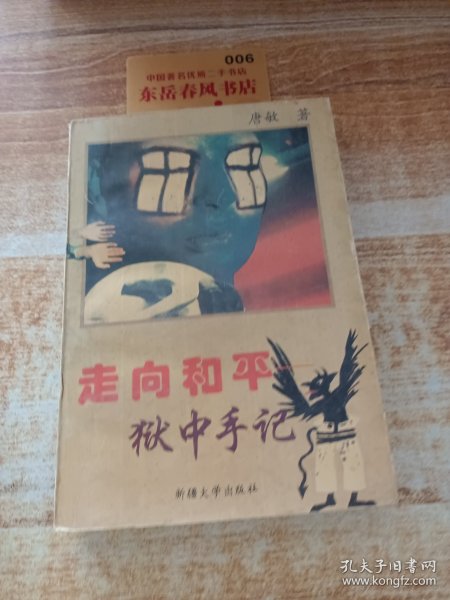 006
中国著名优质二手书店
东岳春风书店
唐敏 著
走向和平
狱中手记
新疆大学出版社
孔夫子旧书网
www.kongfz.com